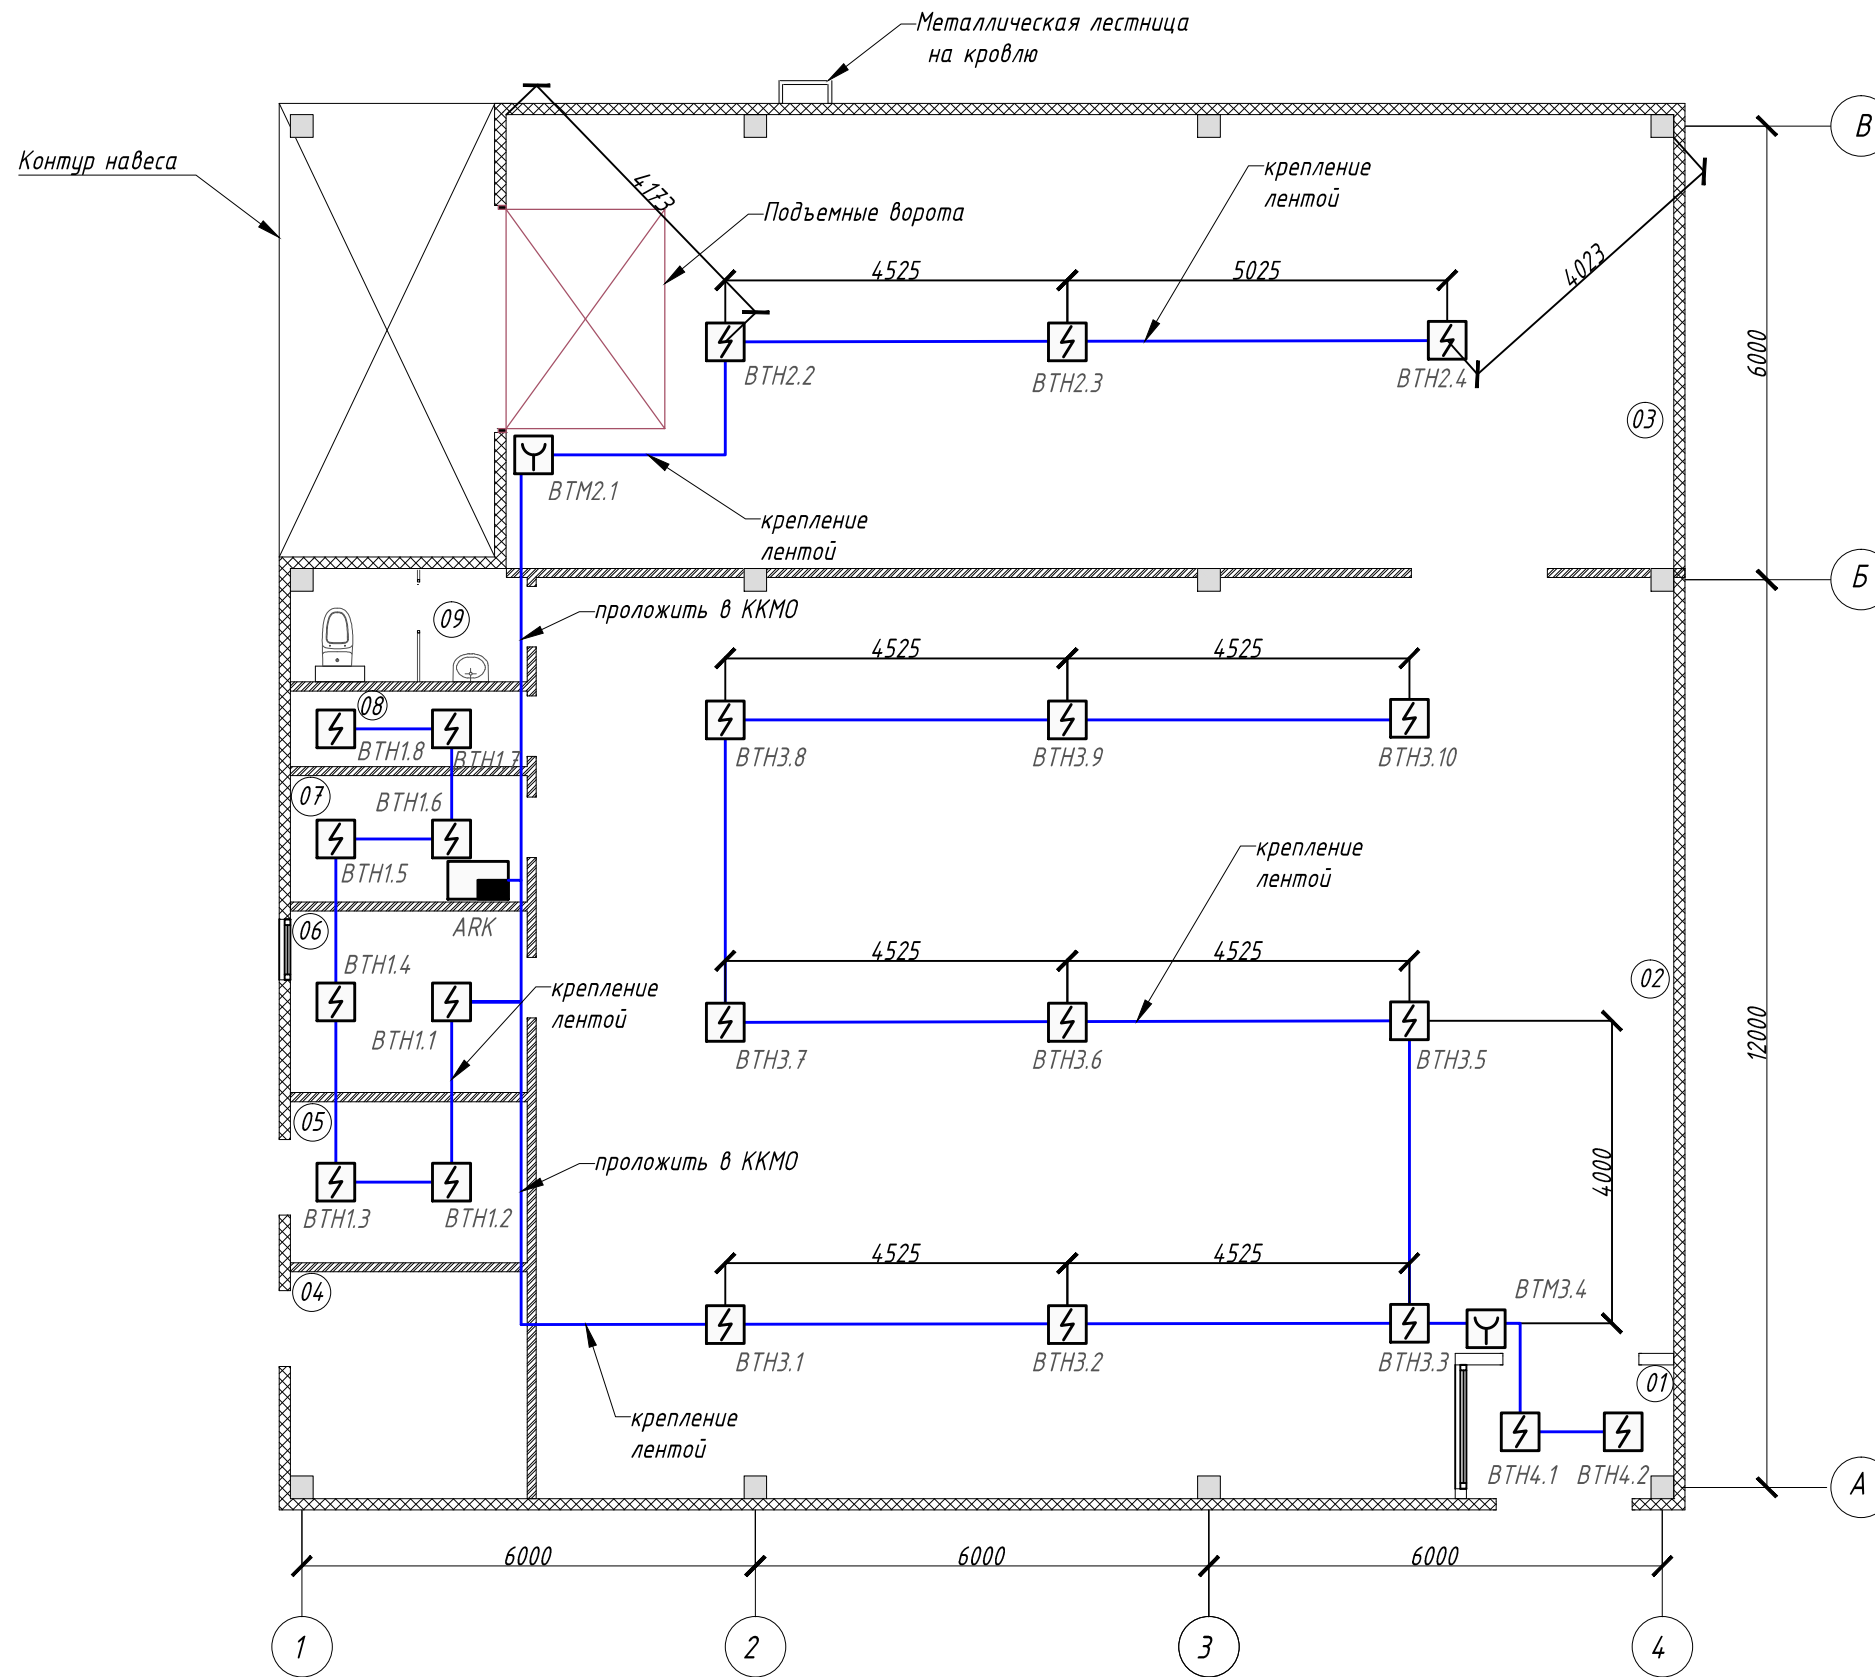 Металлическая лестница
на кровлю
В
Контур навеса
крепление
лентой
4173
Подъемные ворота
4525
5025
4023
6000
ВТН2.2
ВТН2.3
ВТН2.4
03
ВТМ2.1
крепление
лентой
Б
проложить в ККМО
09
4525
4525
08
ВТН1.8
ВТН1.7
ВТН3.8
ВТН3.9
ВТН3.10
07
ВТН1.6
ВТН1.5
крепление
лентой
ARK
06
4525
4525
ВТН1.4
02
крепление
лентой
ВТН1.1
12000
ВТН3.7
ВТН3.6
ВТН3.5
05
проложить в ККМО
4000
ВТН1.3
ВТН1.2
4525
4525
04
ВТМ3.4
ВТН3.1
ВТН3.2
ВТН3.3
01
крепление
лентой
ВТН4.1
ВТН4.2
А
6000
6000
6000
1
2
3
4